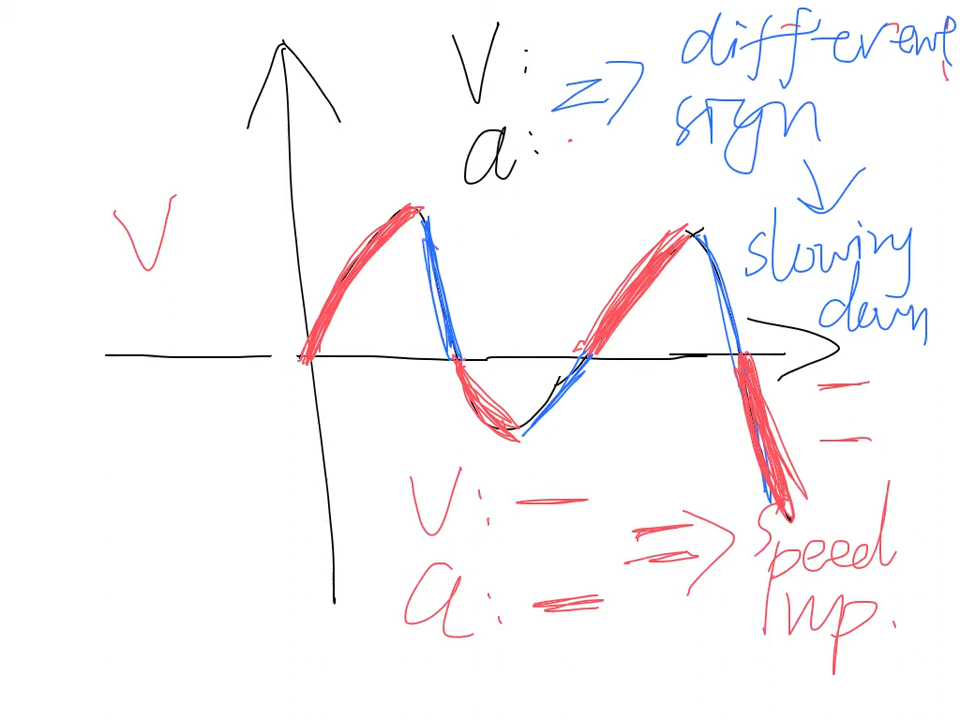 V:
a:
=> different
sign
↓
slowing
down
V
—
—
V: —
a: —
=> speed
up.